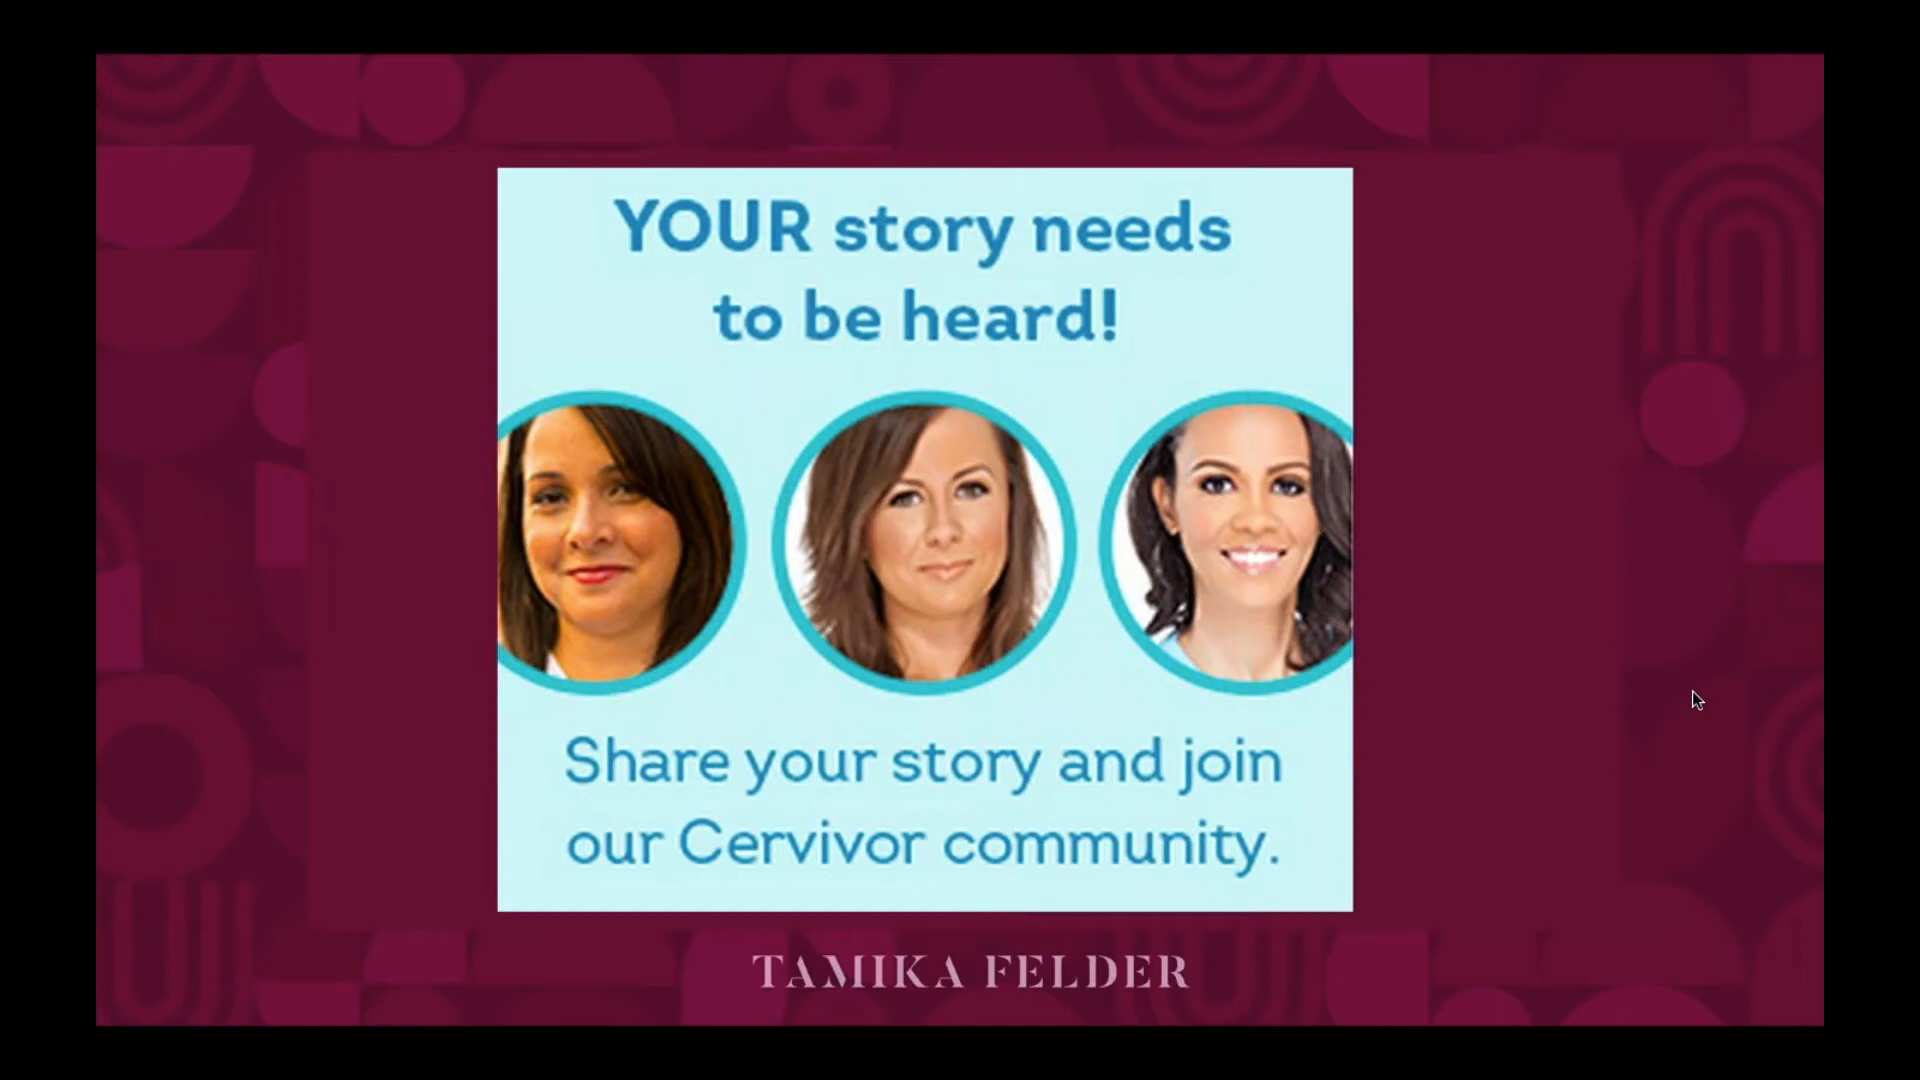 YOUR story needs
to be heard!
Share your story and join
our Cervivor community.
TAMIKA FELDER